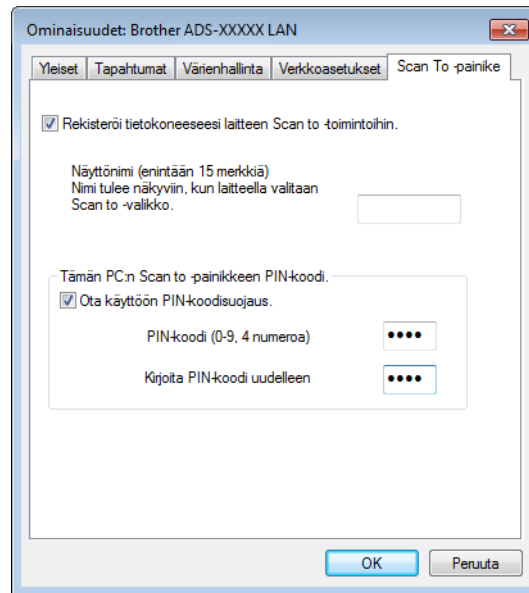 Ominaisuudet: Brother ADS-XXXXX LAN
Yleiset Tapahtumat Värienhallinta Verkkoasetukset Scan To -painike
Rekisteröi tietokoneeseesi laitteen Scan to -toimintoihin.
Näyttönimi (enintään 15 merkkiä)
Nimi tulee näkyviin, kun laitteella valitaan
Scan to -valikko.
Tämän PC:n Scan to -painikkeen PIN-koodi.
Ota käyttöön PIN-koodisuojaus.
PIN-koodi (0-9, 4 numeroa) ••••
Kirjoita PIN-koodi uudelleen ••••
OK Peruuta